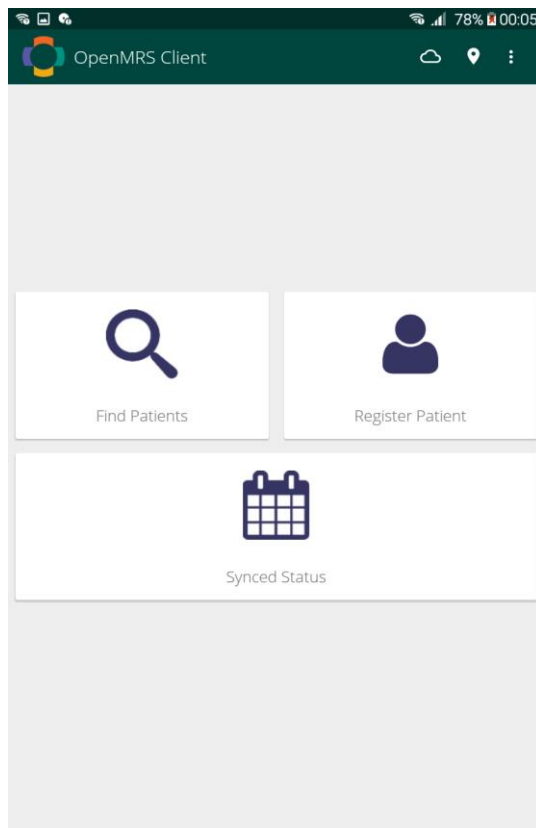 78% 00:05
OpenMRS Client
Find Patients
Register Patient
Synced Status